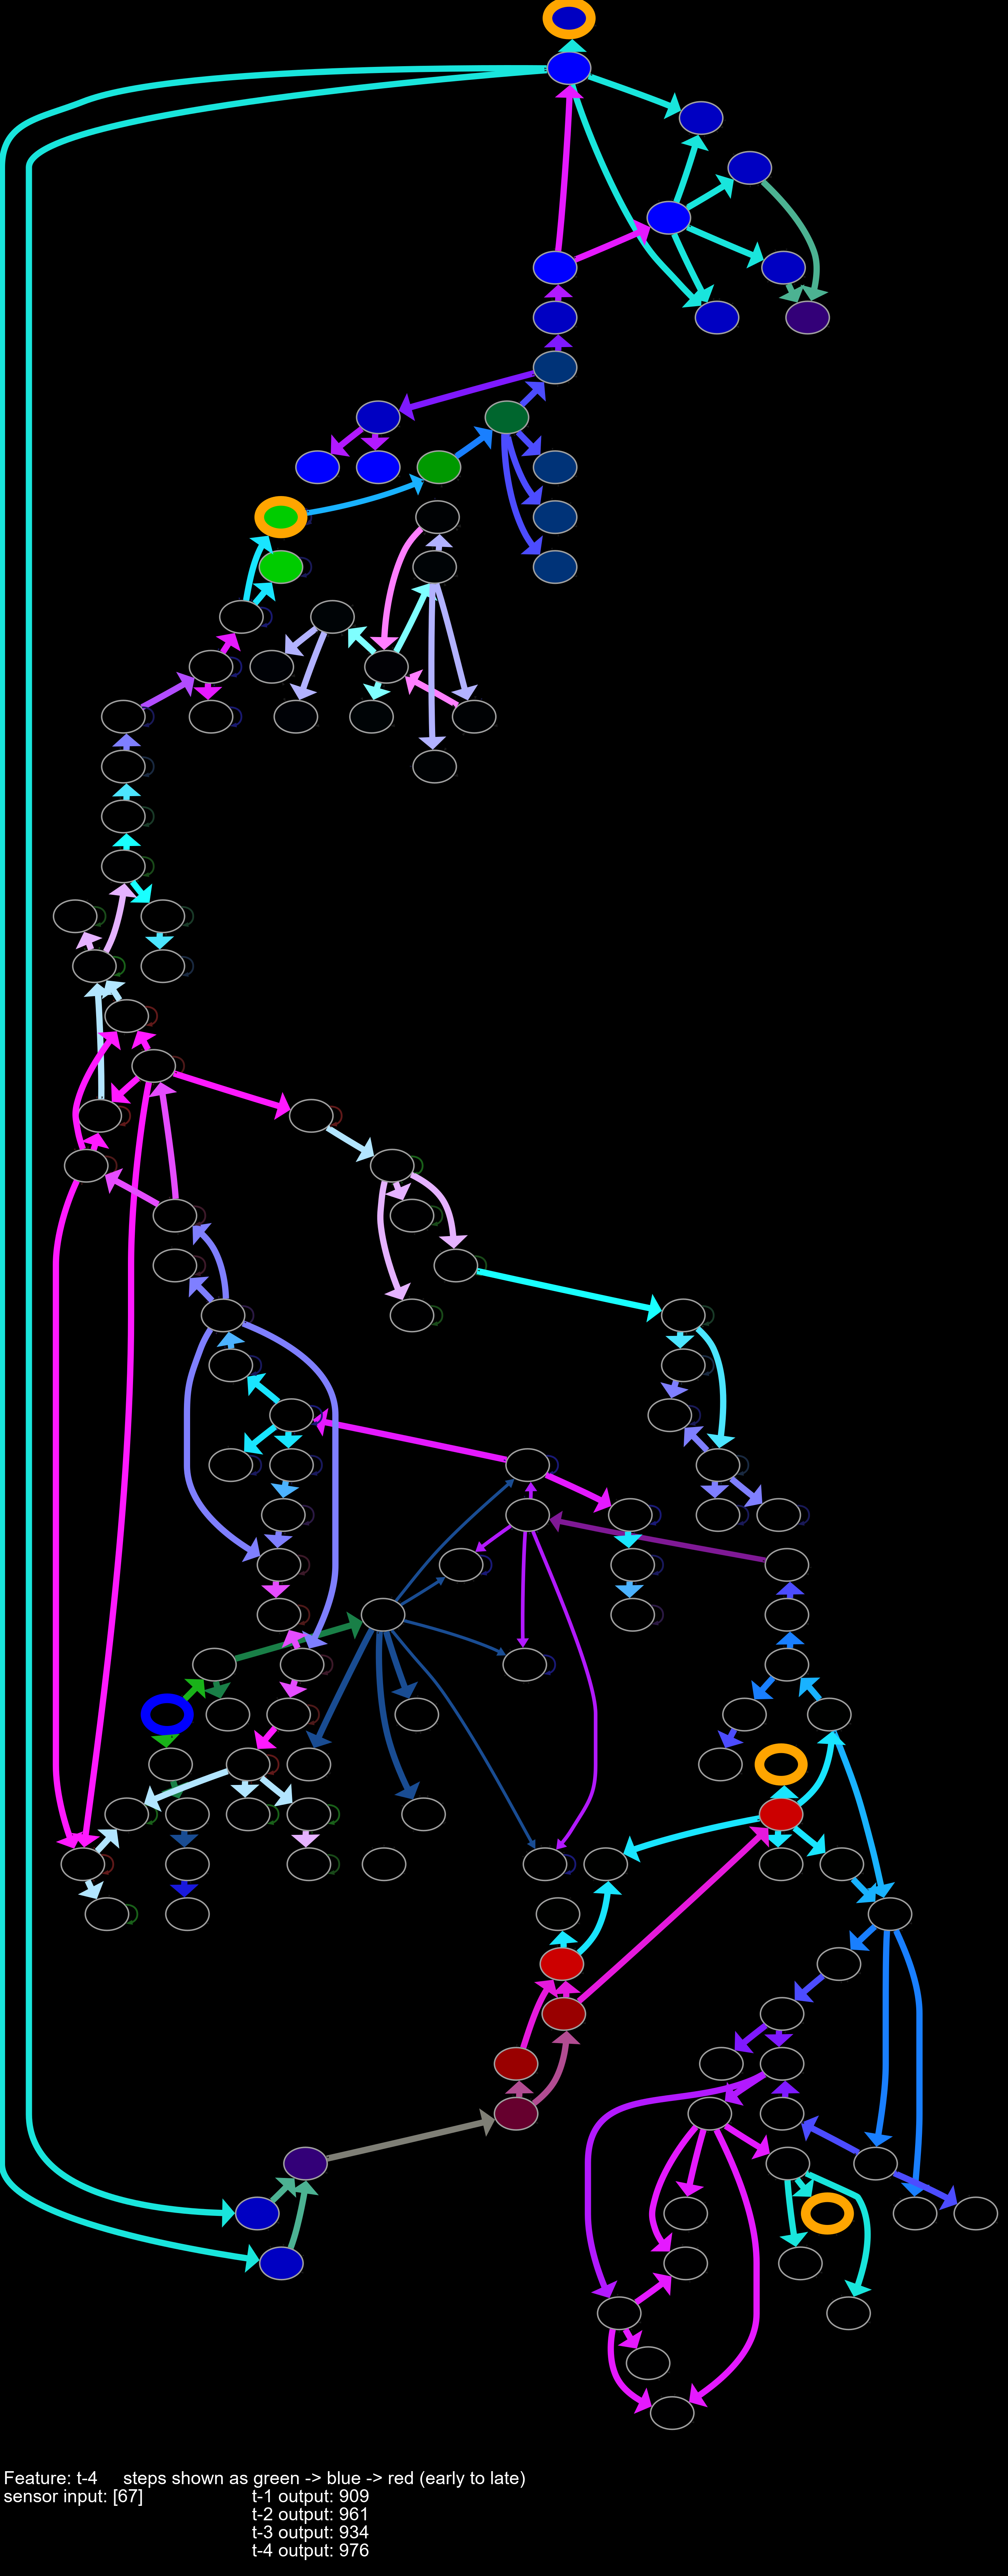 Feature: t-4 steps shown as green -> blue -> red (early to late)
sensor input: [67] t-1 output: 909
t-2 output: 961
t-3 output: 934
t-4 output: 976